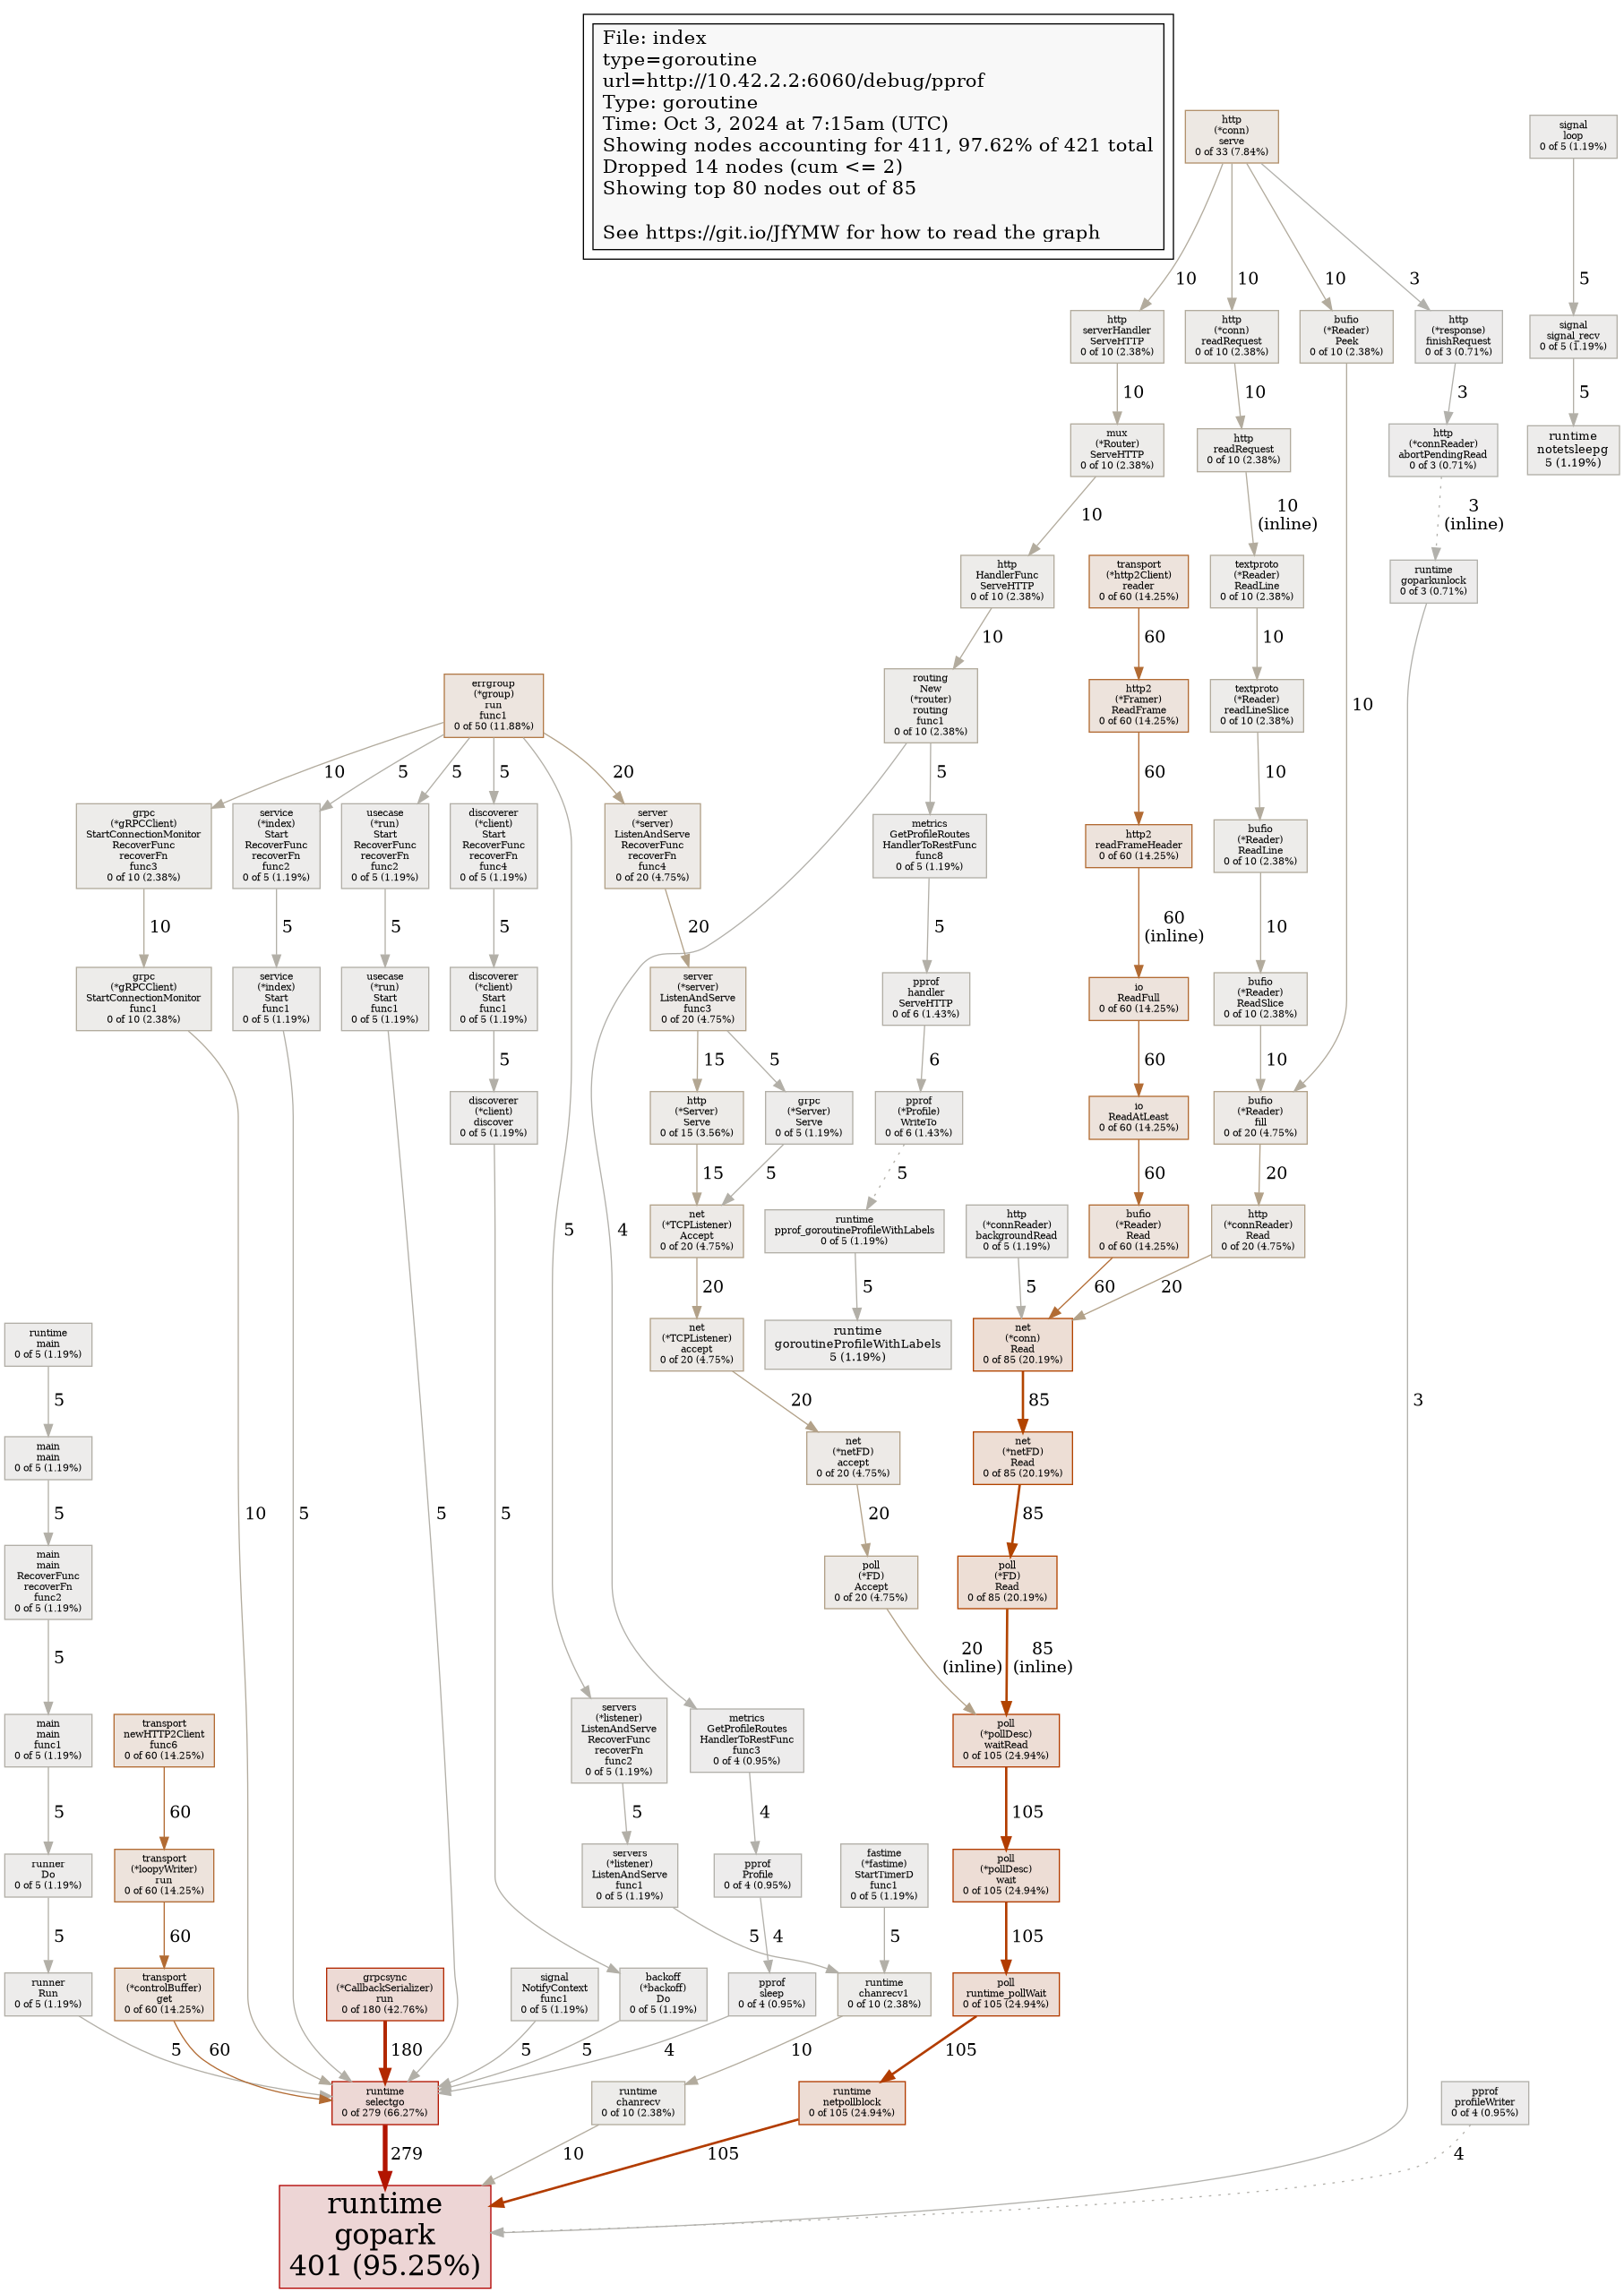 File: index
type=goroutine
url=http://10.42.2.2:6060/debug/pprof
Type: goroutine
Time: Oct 3, 2024 at 7:15am (UTC)
Showing nodes accounting for 411, 97.62% of 421 total
Dropped 14 nodes (cum <= 2)
Showing top 80 nodes out of 85
See https://git.io/JfYMW for how to read the graph
http
(*conn)
serve
0 of 33 (7.84%)
signal
loop
0 of 5 (1.19%)
10
10
10
3
5
http
serverHandler
ServeHTTP
0 of 10 (2.38%)
http
(*conn)
readRequest
0 of 10 (2.38%)
bufio
(*Reader)
Peek
0 of 10 (2.38%)
http
(*response)
finishRequest
0 of 3 (0.71%)
signal
signal_recv
0 of 5 (1.19%)
10
10
3
5
mux
(*Router)
ServeHTTP
0 of 10 (2.38%)
http
readRequest
0 of 10 (2.38%)
http
(*connReader)
abortPendingRead
0 of 3 (0.71%)
runtime
notetsleepg
5 (1.19%)
10
10
(inline)
3
(inline)
http
HandlerFunc
ServeHTTP
0 of 10 (2.38%)
transport
(*http2Client)
reader
0 of 60 (14.25%)
textproto
(*Reader)
ReadLine
0 of 10 (2.38%)
runtime
goparkunlock
0 of 3 (0.71%)
10
60
10
errgroup
(*group)
run
func1
0 of 50 (11.88%)
routing
New
(*router)
routing
func1
0 of 10 (2.38%)
http2
(*Framer)
ReadFrame
0 of 60 (14.25%)
textproto
(*Reader)
readLineSlice
0 of 10 (2.38%)
10
10
5
5
5
20
5
60
10
grpc
(*gRPCClient)
StartConnectionMonitor
RecoverFunc
recoverFn
func3
0 of 10 (2.38%)
service
(*index)
Start
RecoverFunc
recoverFn
func2
0 of 5 (1.19%)
usecase
(*run)
Start
RecoverFunc
recoverFn
func2
0 of 5 (1.19%)
discoverer
(*client)
Start
RecoverFunc
recoverFn
func4
0 of 5 (1.19%)
server
(*server)
ListenAndServe
RecoverFunc
recoverFn
func4
0 of 20 (4.75%)
metrics
GetProfileRoutes
HandlerToRestFunc
func8
0 of 5 (1.19%)
http2
readFrameHeader
0 of 60 (14.25%)
bufio
(*Reader)
ReadLine
0 of 10 (2.38%)
10
5
5
5
20
5
60
(inline)
10
grpc
(*gRPCClient)
StartConnectionMonitor
func1
0 of 10 (2.38%)
service
(*index)
Start
func1
0 of 5 (1.19%)
usecase
(*run)
Start
func1
0 of 5 (1.19%)
discoverer
(*client)
Start
func1
0 of 5 (1.19%)
server
(*server)
ListenAndServe
func3
0 of 20 (4.75%)
pprof
handler
ServeHTTP
0 of 6 (1.43%)
io
ReadFull
0 of 60 (14.25%)
bufio
(*Reader)
ReadSlice
0 of 10 (2.38%)
5
15
5
6
60
10
discoverer
(*client)
discover
0 of 5 (1.19%)
http
(*Server)
Serve
0 of 15 (3.56%)
grpc
(*Server)
Serve
0 of 5 (1.19%)
pprof
(*Profile)
WriteTo
0 of 6 (1.43%)
io
ReadAtLeast
0 of 60 (14.25%)
bufio
(*Reader)
fill
0 of 20 (4.75%)
15
5
5
60
20
5
4
net
(*TCPListener)
Accept
0 of 20 (4.75%)
runtime
pprof_goroutineProfileWithLabels
0 of 5 (1.19%)
http
(*connReader)
backgroundRead
0 of 5 (1.19%)
bufio
(*Reader)
Read
0 of 60 (14.25%)
http
(*connReader)
Read
0 of 20 (4.75%)
20
5
5
60
20
runtime
main
0 of 5 (1.19%)
net
(*TCPListener)
accept
0 of 20 (4.75%)
runtime
goroutineProfileWithLabels
5 (1.19%)
net
(*conn)
Read
0 of 85 (20.19%)
5
20
85
3
main
main
0 of 5 (1.19%)
net
(*netFD)
accept
0 of 20 (4.75%)
net
(*netFD)
Read
0 of 85 (20.19%)
5
10
5
5
5
20
85
main
main
RecoverFunc
recoverFn
func2
0 of 5 (1.19%)
poll
(*FD)
Accept
0 of 20 (4.75%)
poll
(*FD)
Read
0 of 85 (20.19%)
5
20
(inline)
85
(inline)
main
main
func1
0 of 5 (1.19%)
transport
newHTTP2Client
func6
0 of 60 (14.25%)
servers
(*listener)
ListenAndServe
RecoverFunc
recoverFn
func2
0 of 5 (1.19%)
metrics
GetProfileRoutes
HandlerToRestFunc
func3
0 of 4 (0.95%)
poll
(*pollDesc)
waitRead
0 of 105 (24.94%)
5
60
5
4
105
runner
Do
0 of 5 (1.19%)
transport
(*loopyWriter)
run
0 of 60 (14.25%)
servers
(*listener)
ListenAndServe
func1
0 of 5 (1.19%)
pprof
Profile
0 of 4 (0.95%)
fastime
(*fastime)
StartTimerD
func1
0 of 5 (1.19%)
poll
(*pollDesc)
wait
0 of 105 (24.94%)
5
60
5
4
5
105
runner
Run
0 of 5 (1.19%)
transport
(*controlBuffer)
get
0 of 60 (14.25%)
grpcsync
(*CallbackSerializer)
run
0 of 180 (42.76%)
signal
NotifyContext
func1
0 of 5 (1.19%)
backoff
(*backoff)
Do
0 of 5 (1.19%)
pprof
sleep
0 of 4 (0.95%)
runtime
chanrecv1
0 of 10 (2.38%)
poll
runtime_pollWait
0 of 105 (24.94%)
5
60
180
5
5
4
10
105
runtime
selectgo
0 of 279 (66.27%)
runtime
chanrecv
0 of 10 (2.38%)
runtime
netpollblock
0 of 105 (24.94%)
pprof
profileWriter
0 of 4 (0.95%)
279
10
105
4
runtime
gopark
401 (95.25%)